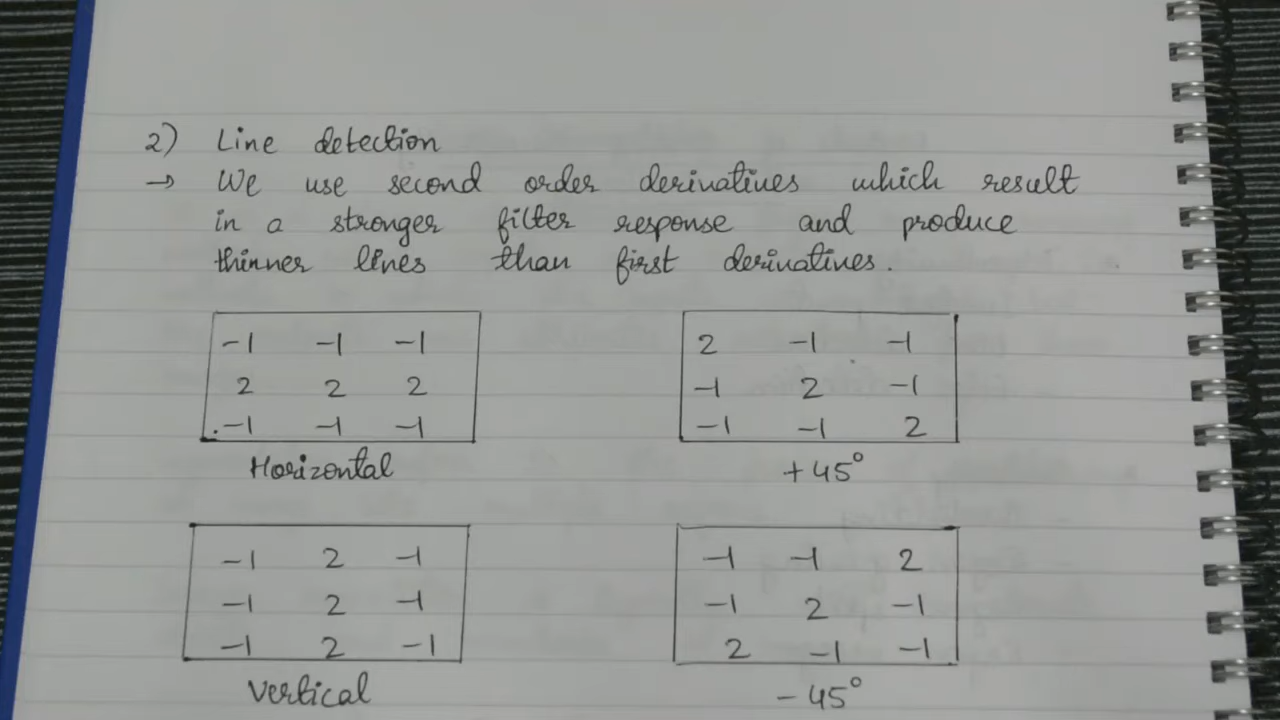 2) Line detection
→ We use second order derivatives which result
in a stronger filter response and produce
thinner lines than first derivatives.
-1 -1 -1
2 2 2
-1 -1 -1
Horizontal
2 -1 -1
-1 2 -1
-1 -1 2
+45°
-1 2 -1
-1 2 -1
-1 2 -1
Vertical
-1 -1 2
-1 2 -1
2 -1 -1
-45°